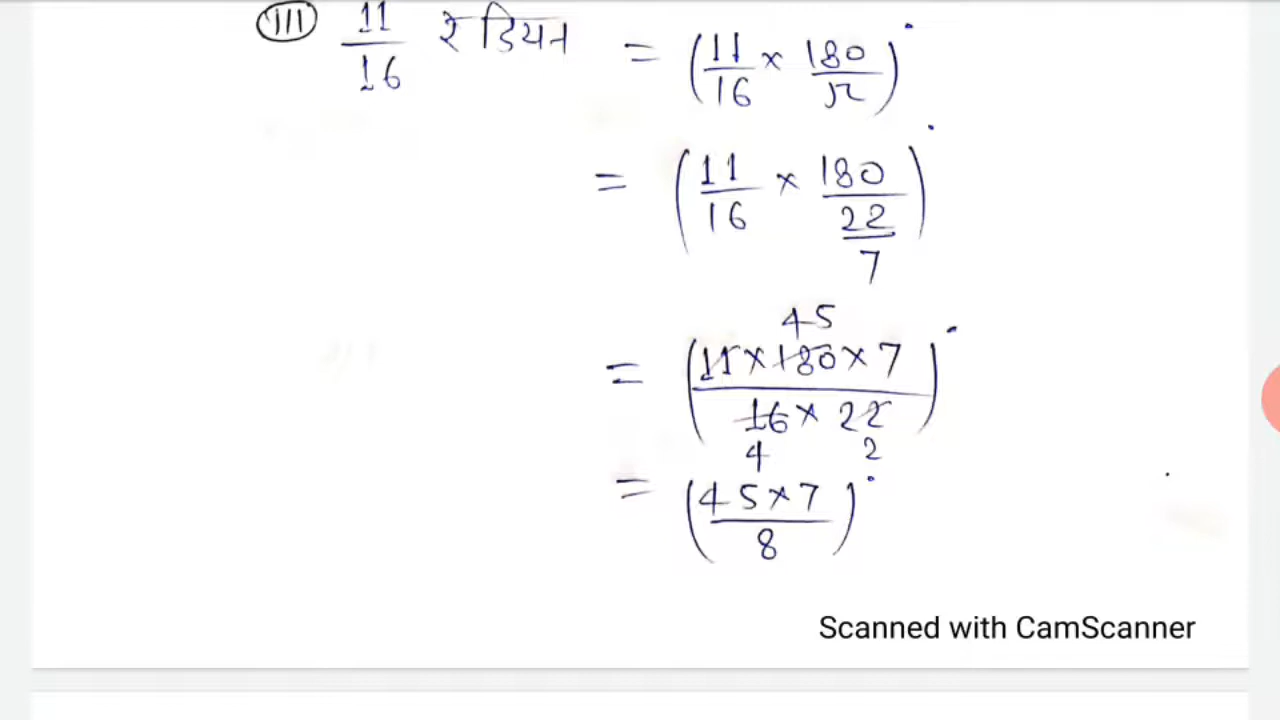 (III) 11/16 रेडियन = (11/16 × 180/π)°
= (11/16 × 180/(22/7))°
45
= (11×180×7 / 16×22)°
4 2
= (45×7/8)°
Scanned with CamScanner